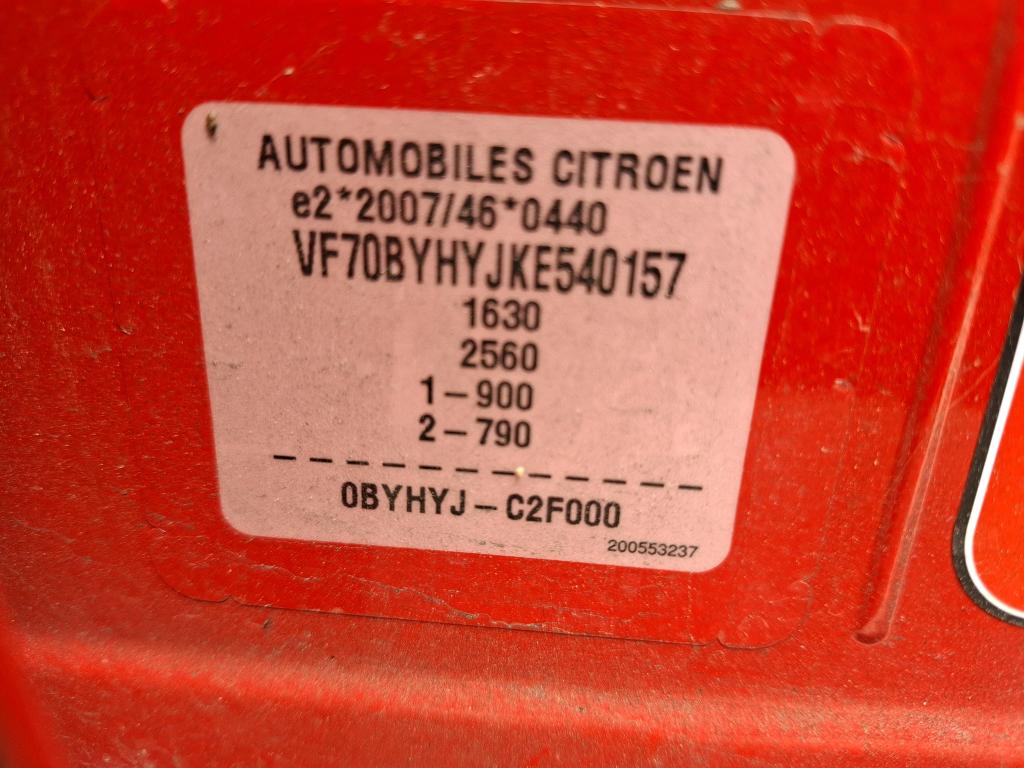 AUTOMOBILES CITROEN
e2*2007/46*0440
VF70BYHYJKE540157
1630
2560
1-900
2-790
------------
0BYHYJ-C2F000
200553237